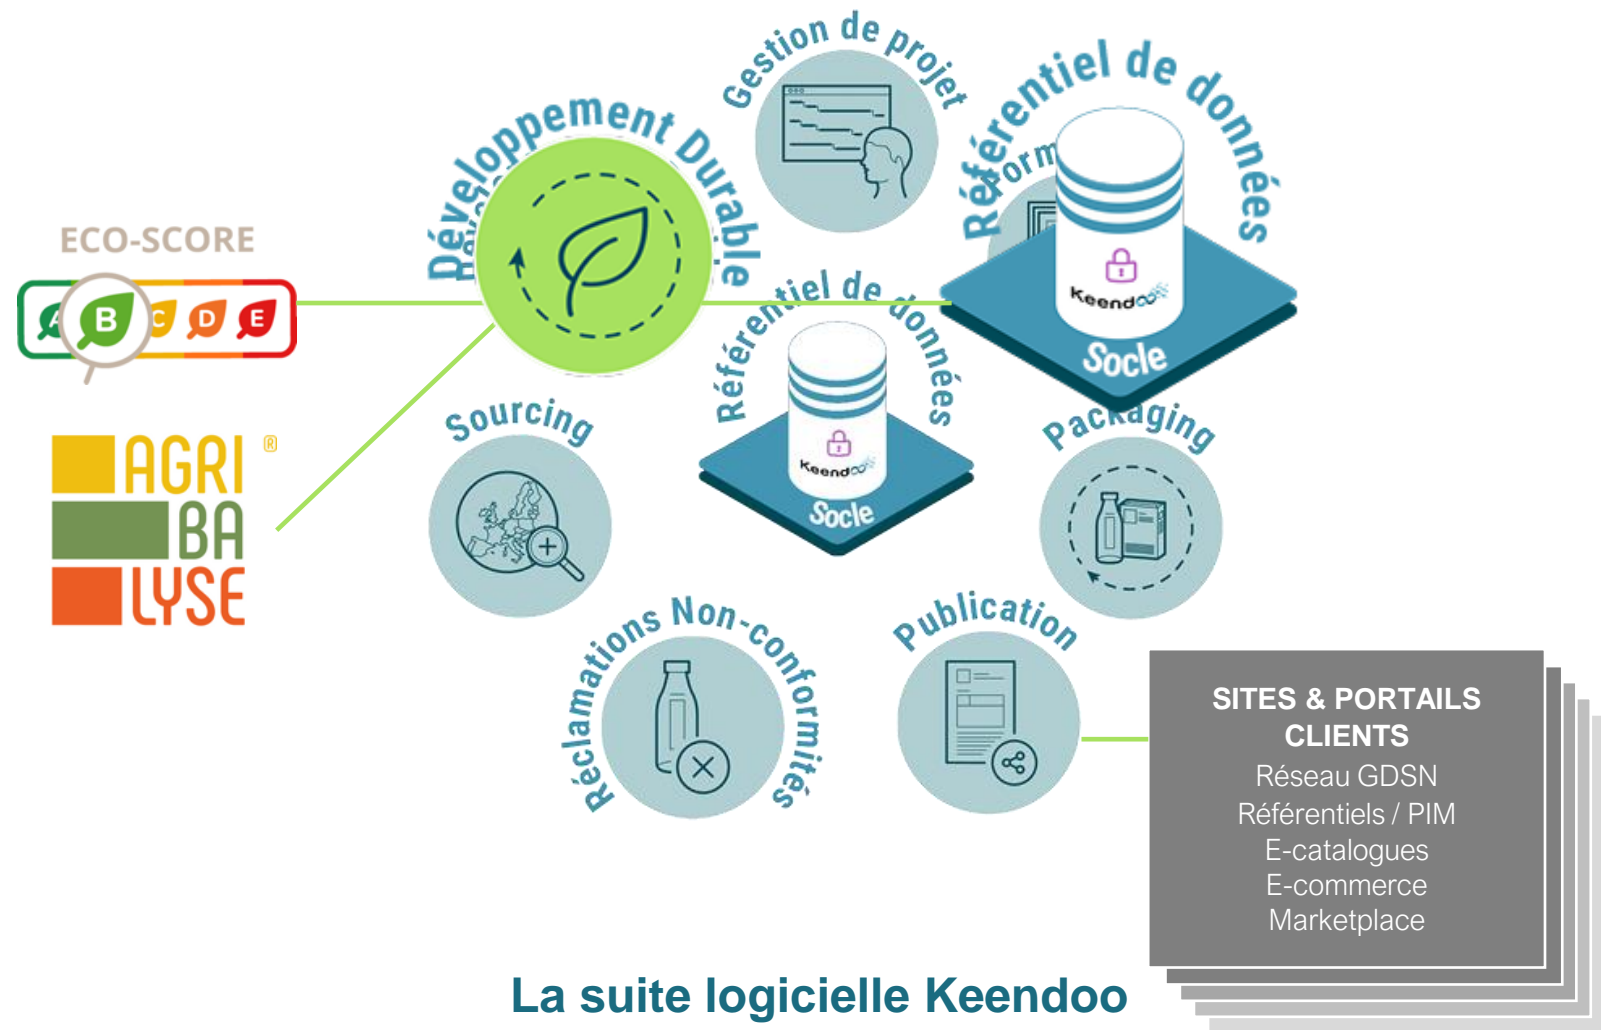 Gestion de projet
Référentiel de données
Développement Durable
ECO-SCORE
B C D E
Keendoo
Socle
Référentiel de données
Keendoo
Socle
AGRI ®
BA
LYSE
Sourcing
Packaging
Réclamations Non-conformités
Publication
SITES & PORTAILS
CLIENTS
Réseau GDSN
Référentiels / PIM
E-catalogues
E-commerce
Marketplace
La suite logicielle Keendoo